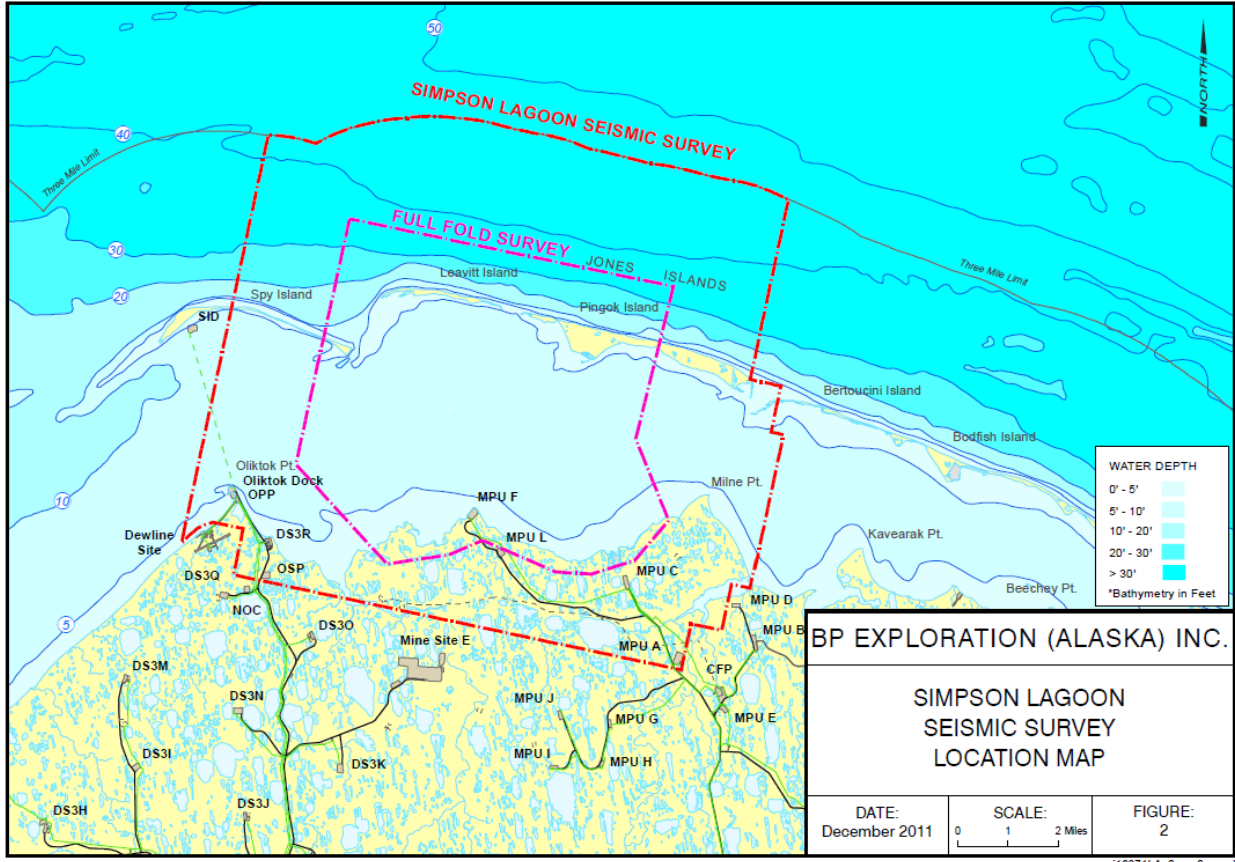 50
NORTH
SIMPSON LAGOON SEISMIC SURVEY
40
Three Mile Limit
FULL FOLD SURVEY
30
JONES ISLANDS
Leavitt Island
Three Mile Limit
20
Spy Island
Pingok Island
SID
Bertoucini Island
Bodfish Island
Oliktok Pt.
Oliktok Dock
OPP
10
Milne Pt.
MPU F
Dewline
Site
DS3R
MPU L
Kavearak Pt.
DS3Q
OSP
MPU C
Beechey Pt.
NOC
MPU D
5
DS3O
MPU B
Mine Site E
MPU A
CFP
DS3M
DS3N
MPU J
MPU G
MPU E
DS3I
DS3K
MPU I
MPU H
DS3H
DS3J
WATER DEPTH
0' - 5'
5' - 10'
10' - 20'
20' - 30'
> 30'
*Bathymetry in Feet
BP EXPLORATION (ALASKA) INC.
SIMPSON LAGOON
SEISMIC SURVEY
LOCATION MAP
DATE:
December 2011
SCALE:
0 1 2 Miles
FIGURE:
2